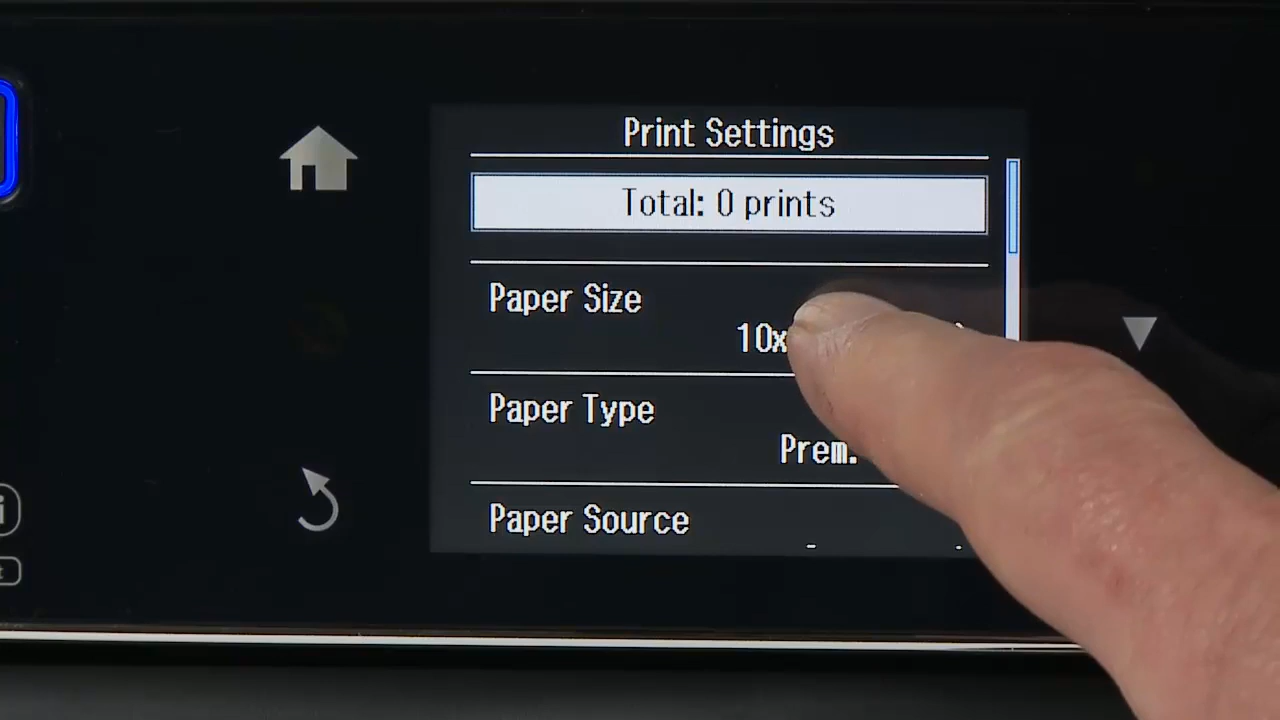 Print Settings
Total: 0 prints
Paper Size
10x
Paper Type
Prem.
Paper Source
i